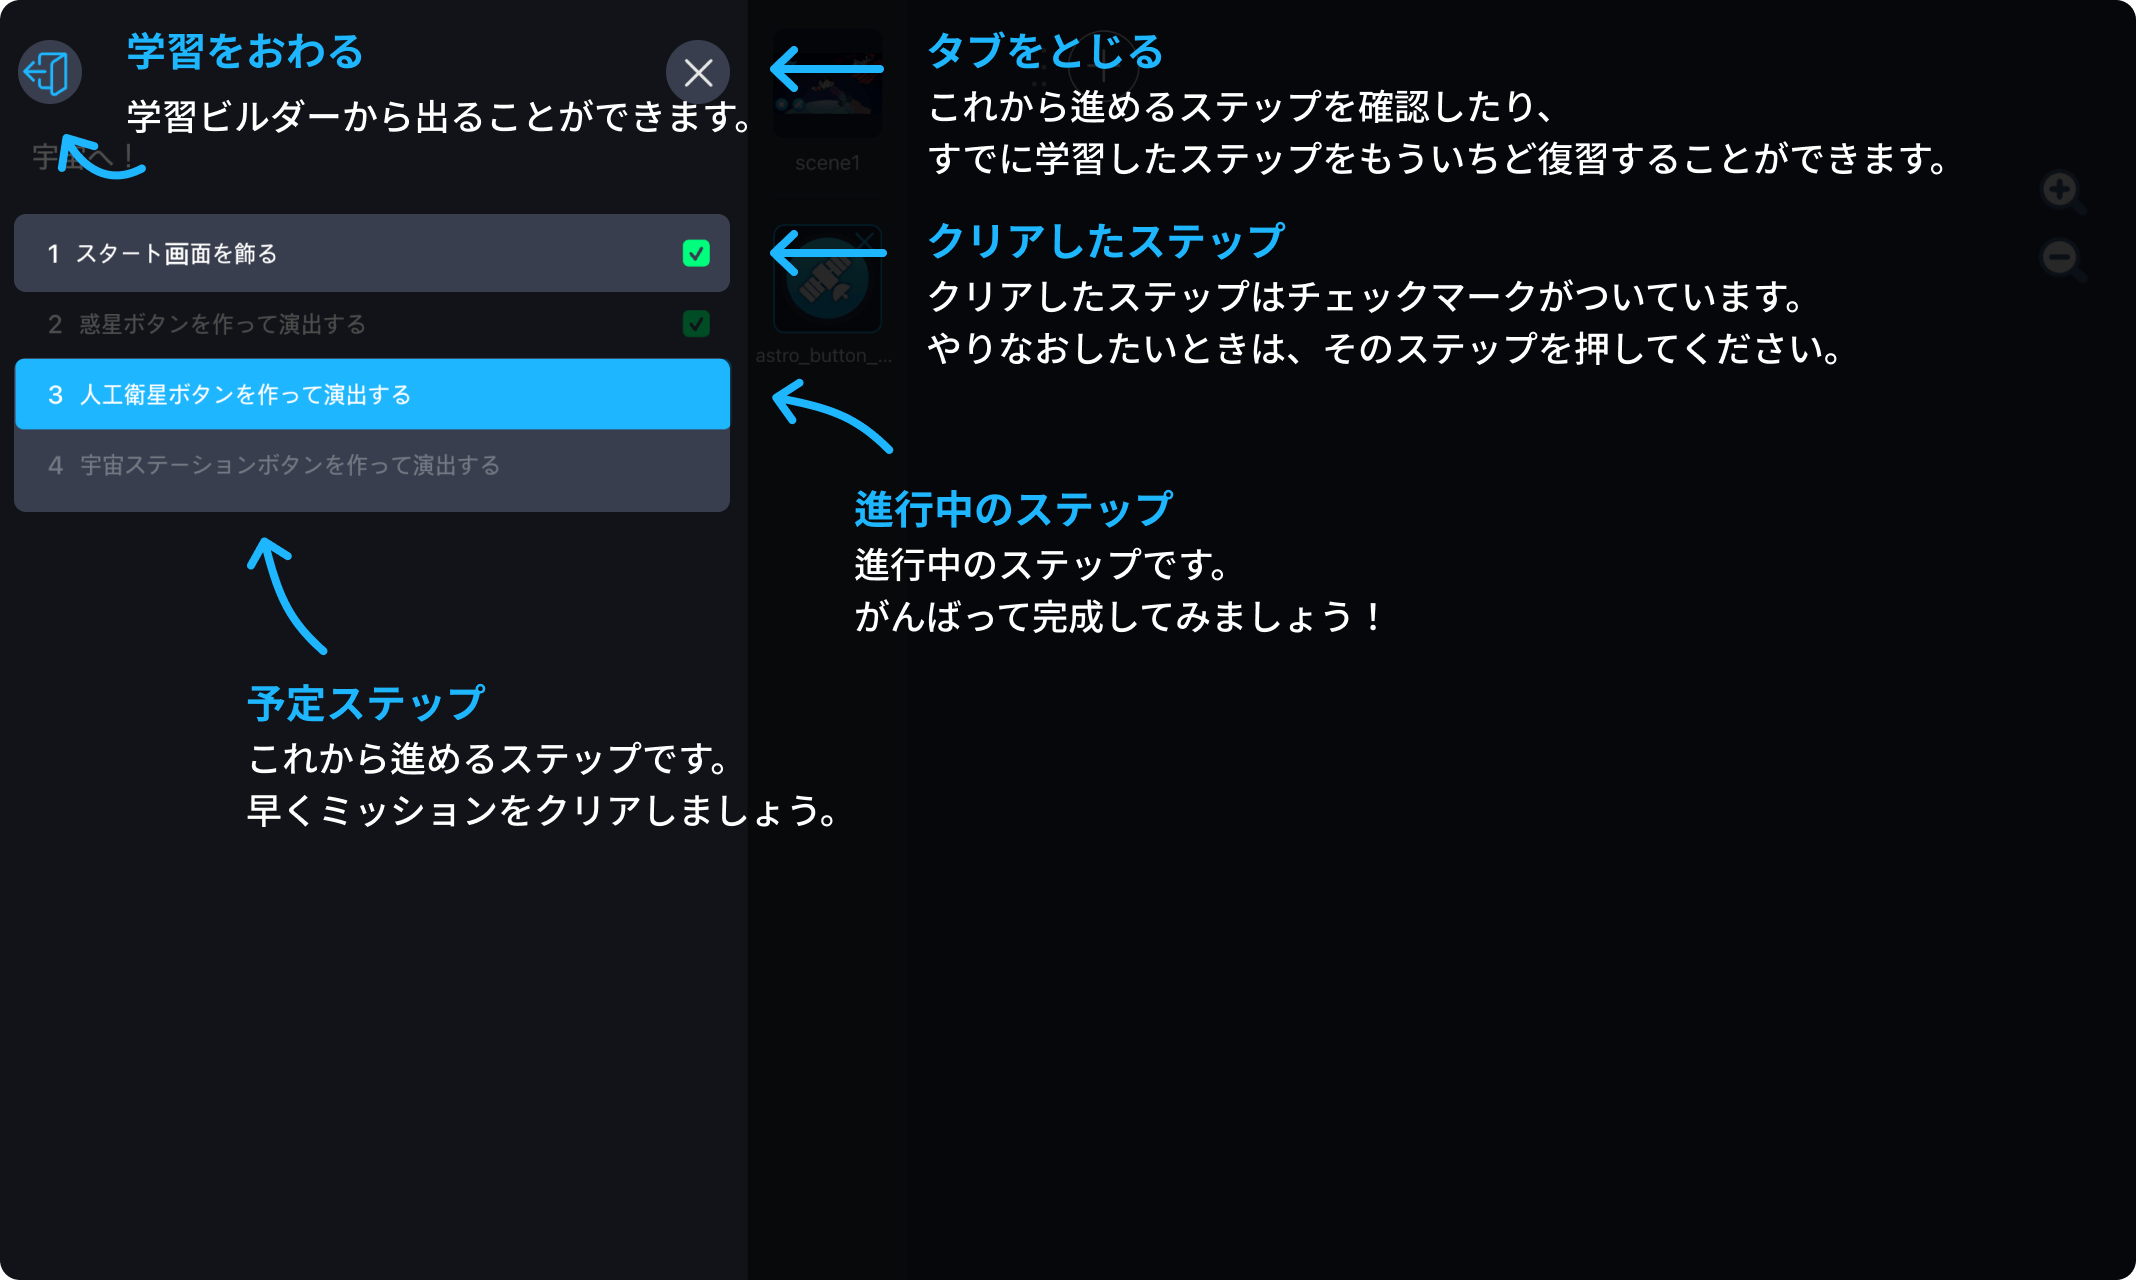 学習をおわる
学習ビルダーから出ることができます。
宇宙へ！
1 スタート画面を飾る
2 惑星ボタンを作って演出する
3 人工衛星ボタンを作って演出する
4 宇宙ステーションボタンを作って演出する
予定ステップ
これから進めるステップです。
早くミッションをクリアしましょう。
scene1
astro_button_...
タブをとじる
これから進めるステップを確認したり、
すでに学習したステップをもういちど復習することができます。
クリアしたステップ
クリアしたステップはチェックマークがついています。
やりなおしたいときは、そのステップを押してください。
進行中のステップ
進行中のステップです。
がんばって完成してみましょう！